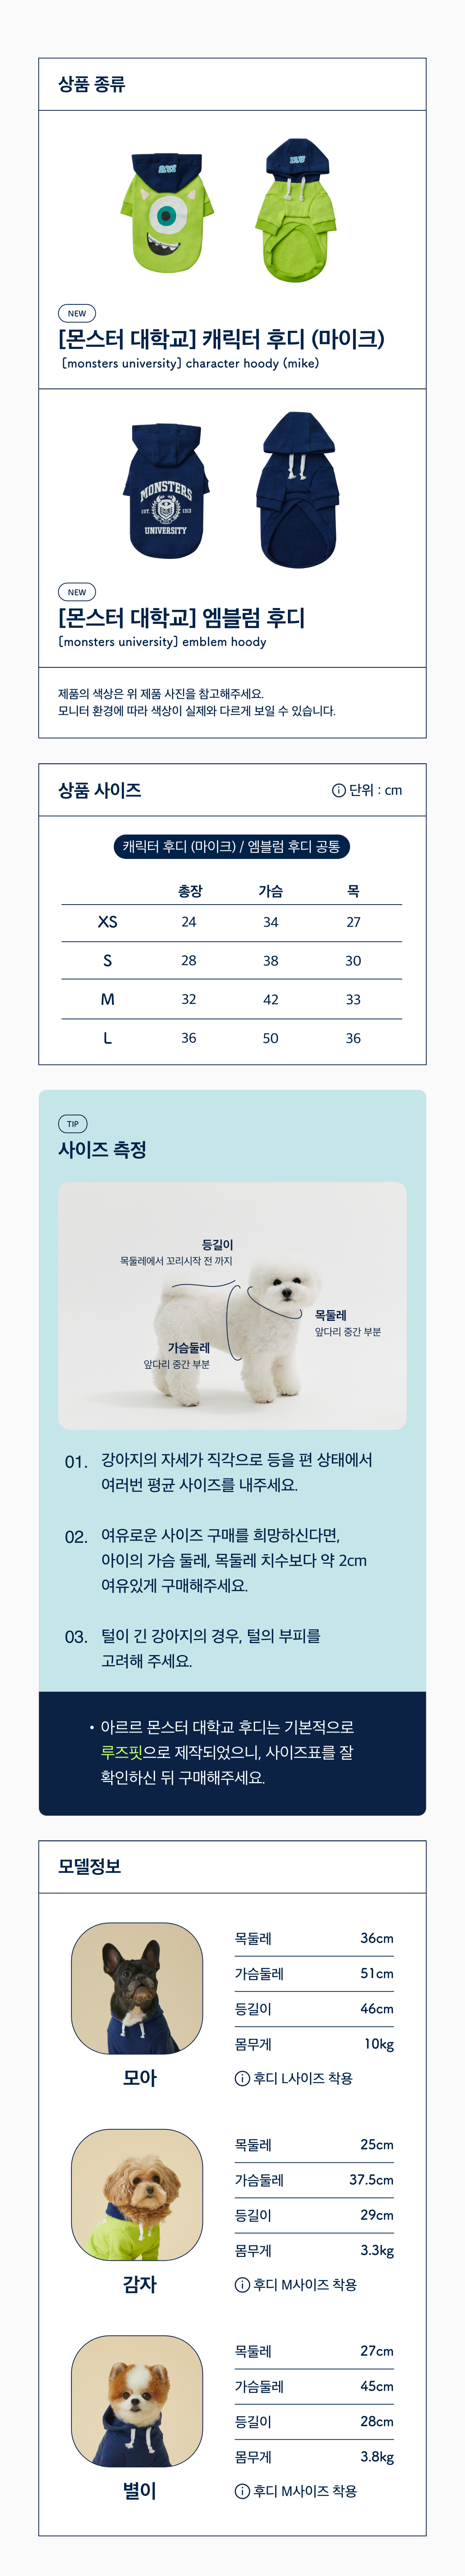 상품 종류
MU
MU
NEW
[몬스터 대학교] 캐릭터 후디 (마이크)
[monsters university] character hoody (mike)
MONSTERS
EST. 1313
UNIVERSITY
NEW
[몬스터 대학교] 엠블럼 후디
[monsters university] emblem hoody
제품의 색상은 위 제품 사진을 참고해주세요.
모니터 환경에 따라 색상이 실제와 다르게 보일 수 있습니다.
상품 사이즈 단위 : cm
캐릭터 후디 (마이크) / 엠블럼 후디 공통
총장 가슴 목
XS 24 34 27
S 28 38 30
M 32 42 33
L 36 50 36
TIP
사이즈 측정
등길이
목둘레에서 꼬리시작 전 까지
목둘레
앞다리 중간 부분
가슴둘레
앞다리 중간 부분
01. 강아지의 자세가 직각으로 등을 편 상태에서
여러번 평균 사이즈를 내주세요.
02. 여유로운 사이즈 구매를 희망하신다면,
아이의 가슴 둘레, 목둘레 치수보다 약 2cm
여유있게 구매해주세요.
03. 털이 긴 강아지의 경우, 털의 부피를
고려해 주세요.
• 아르르 몬스터 대학교 후디는 기본적으로
루즈핏으로 제작되었으니, 사이즈표를 잘
확인하신 뒤 구매해주세요.
모델정보
목둘레 36cm
가슴둘레 51cm
등길이 46cm
몸무게 10kg
모아
후디 L사이즈 착용
목둘레 25cm
가슴둘레 37.5cm
등길이 29cm
몸무게 3.3kg
감자
후디 M사이즈 착용
목둘레 27cm
가슴둘레 45cm
등길이 28cm
몸무게 3.8kg
별이
후디 M사이즈 착용